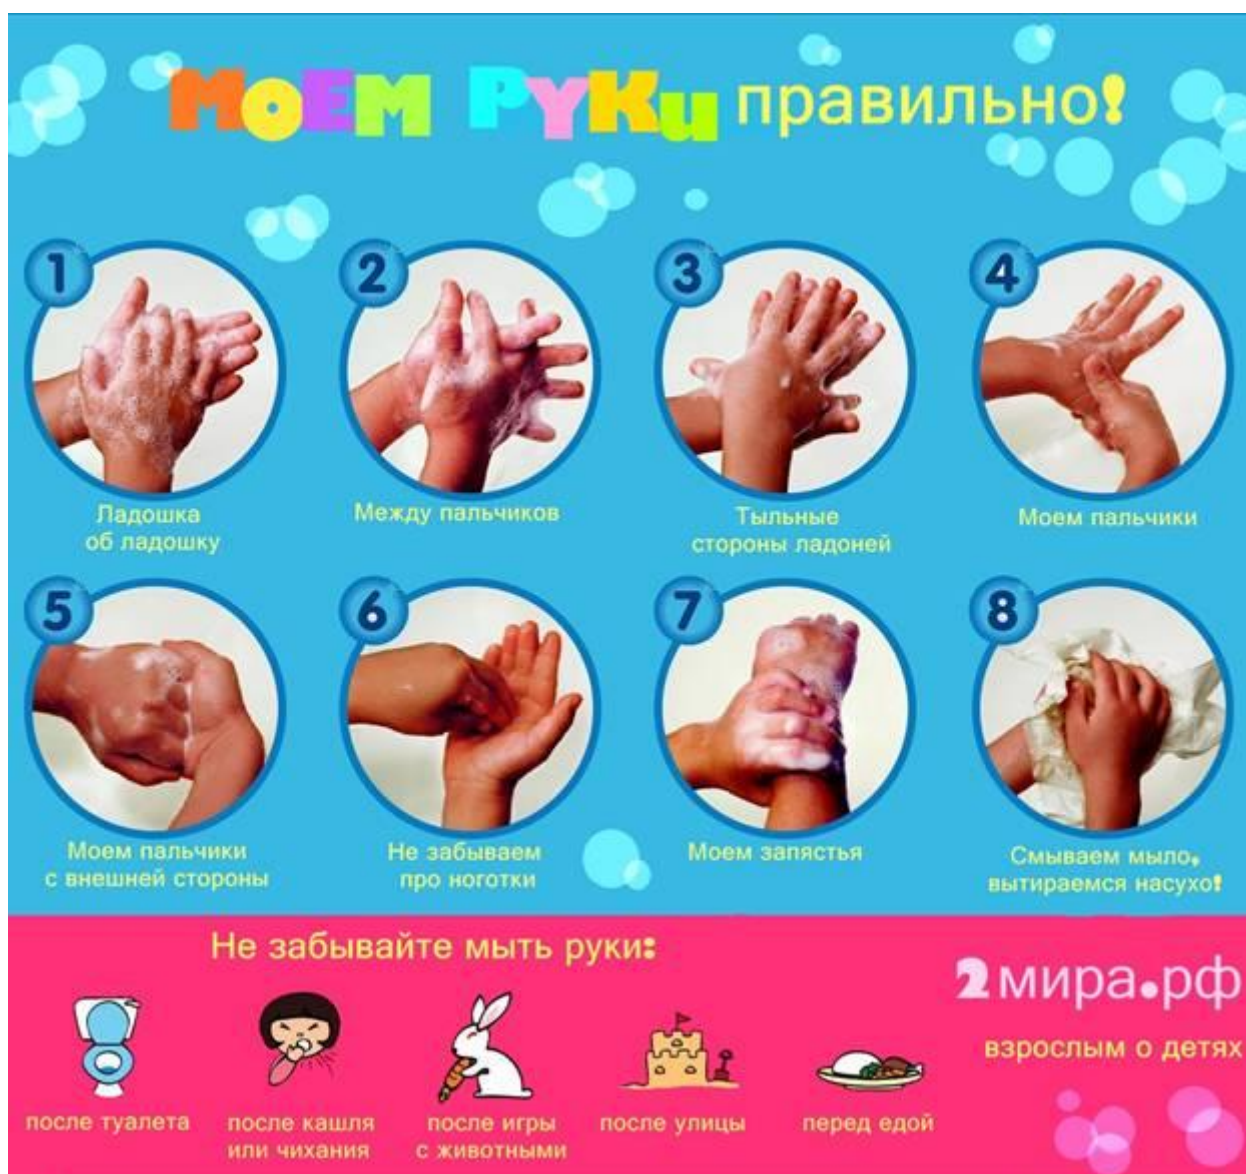 МоЕМ РУКи правильно!
1
Ладошка
об ладошку
2
Между пальчиков
3
Тыльные
стороны ладоней
4
Моем пальчики
5
Моем пальчики
с внешней стороны
6
Не забываем
про ноготки
7
Моем запястья
8
Смываем мыло,
вытираемся насухо!
Не забывайте мыть руки:
после туалета
после кашля
или чихания
после игры
с животными
после улицы
перед едой
2мира.рф
взрослым о детях